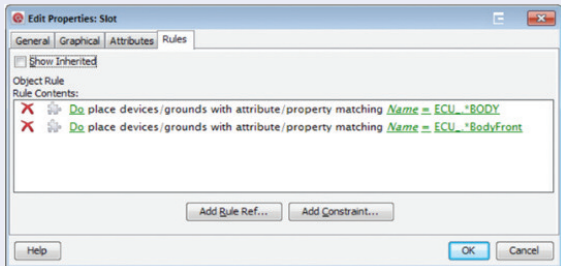 Edit Properties: Slot
General Graphical Attributes Rules
Show Inherited
Object Rule
Rule Contents:
Do place devices/grounds with attribute/property matching Name = ECU_.*BODY
Do place devices/grounds with attribute/property matching Name = ECU_.*BodyFront
Add Rule Ref... Add Constraint...
Help OK Cancel